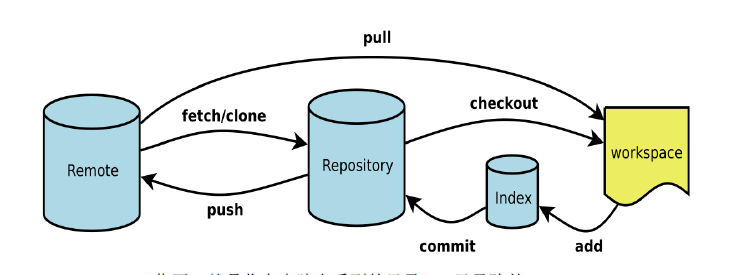 pull
fetch/clone
checkout
Remote
Repository
workspace
Index
push
commit
add